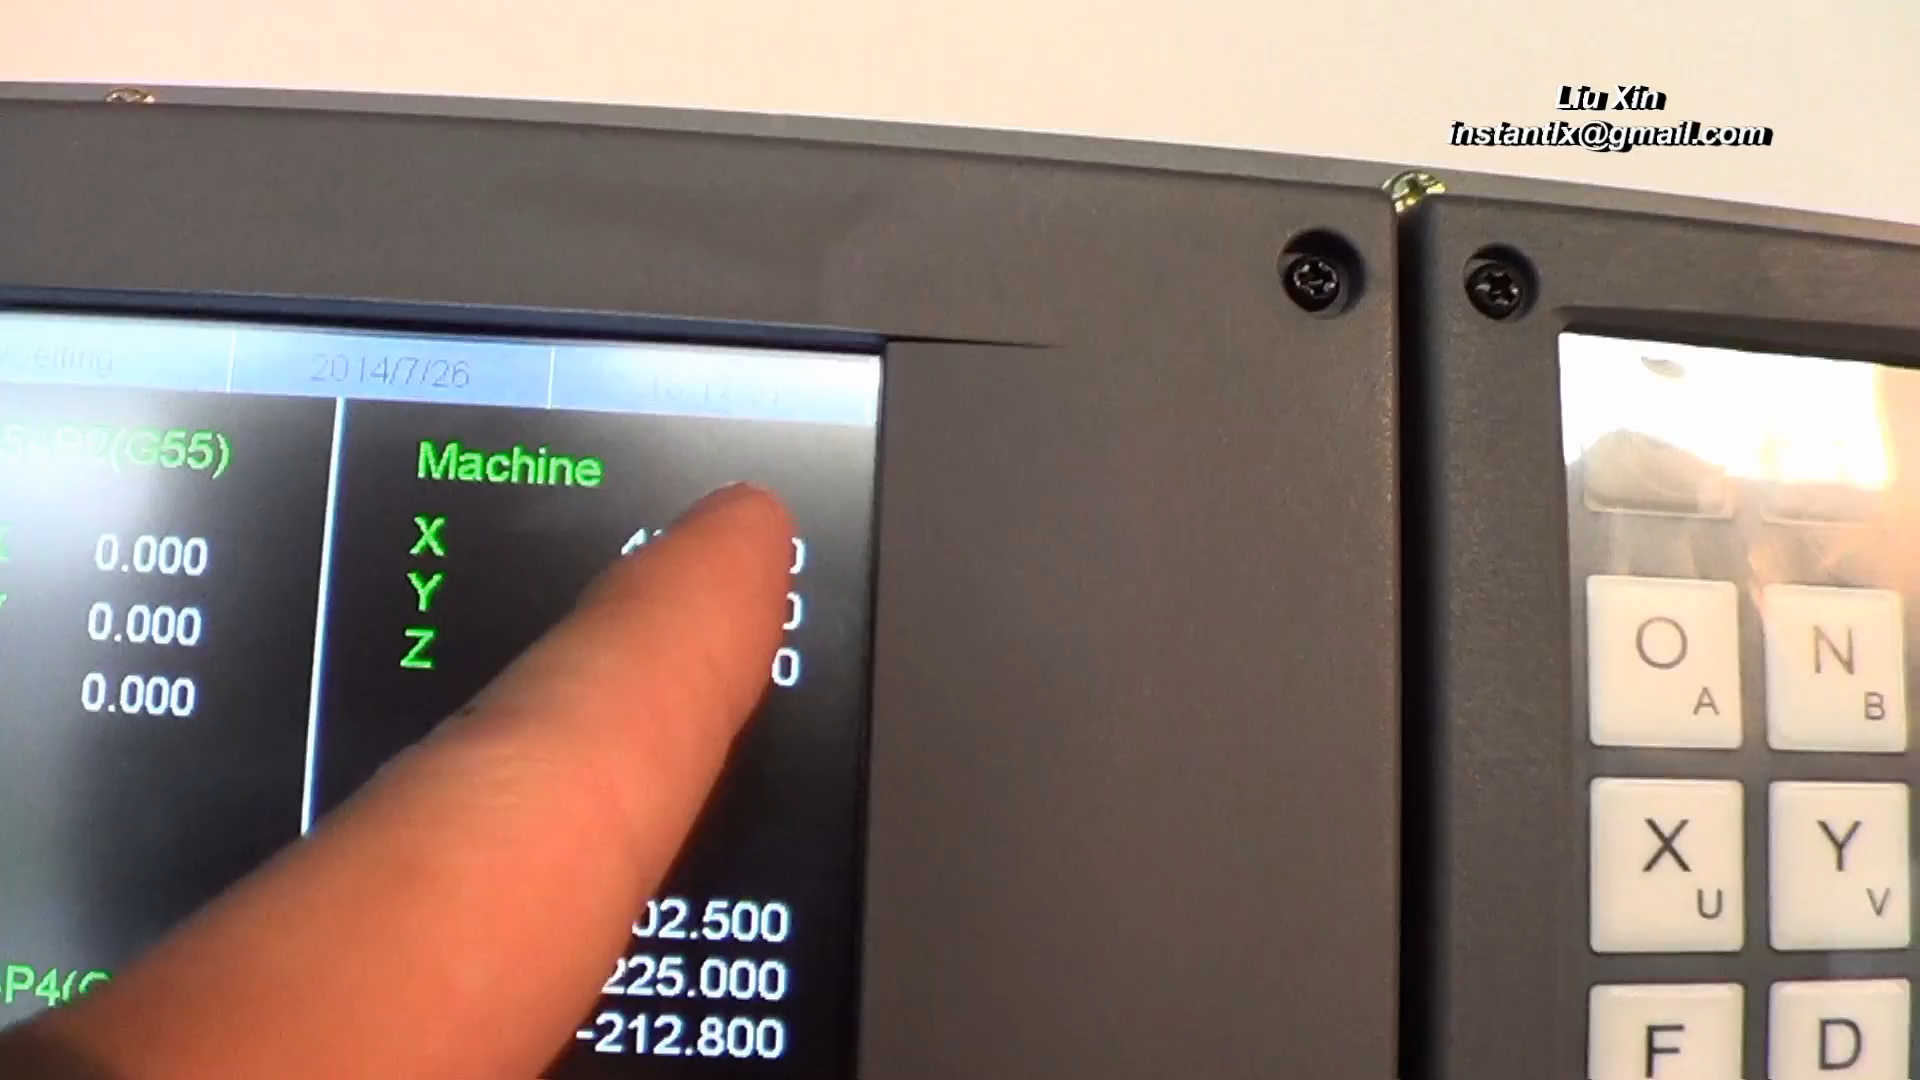 Liu Xin
instantlx@gmail.com
2014/7/26
P2(G55)
Machine
X
0.000
Y
0.000
Z
0.000
02.500
225.000
-212.800
O
A
N
B
X
U
Y
V
F
D